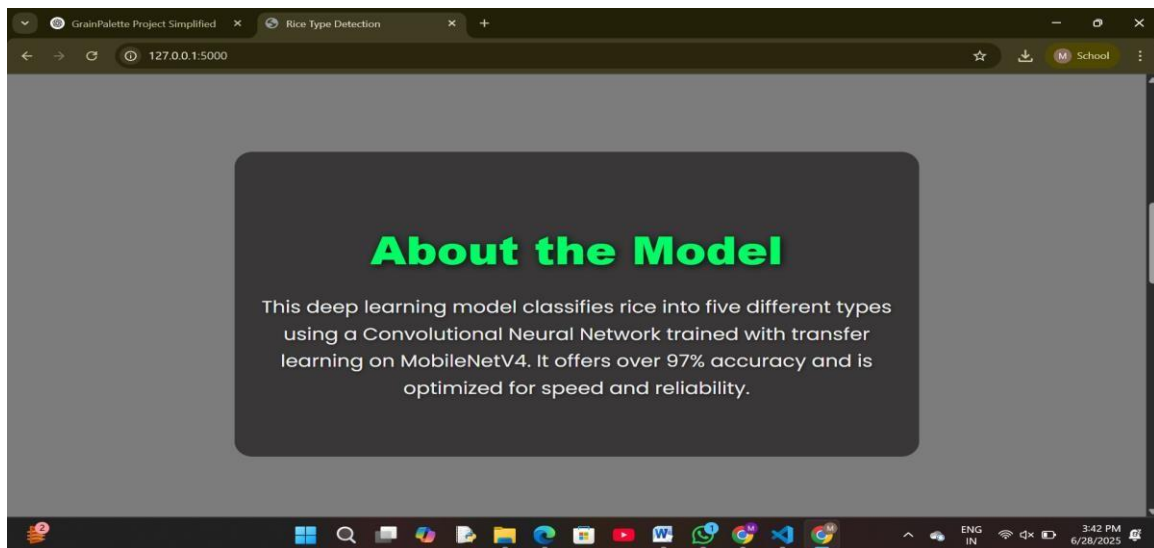 GrainPalette Project Simplified
Rice Type Detection
127.0.0.1:5000
M School
About the Model
This deep learning model classifies rice into five different types
using a Convolutional Neural Network trained with transfer
learning on MobileNetV4. It offers over 97% accuracy and is
optimized for speed and reliability.
2
1
ENG
IN
3:42 PM
6/28/2025